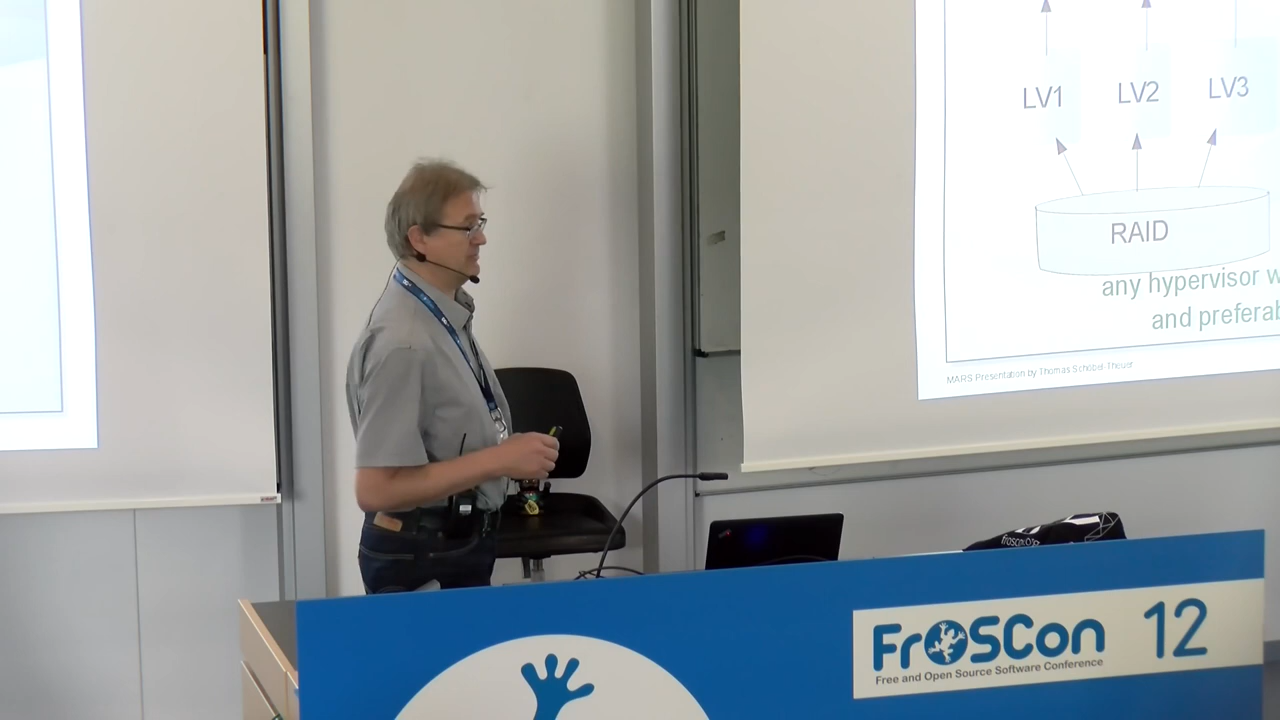 LV1 LV2 LV3
RAID
any hypervisor
and preferab
MARS Presentation by Thomas Schöbel-Theuer
froscon
FrOSCon 12
Free and Open Source Software Conference